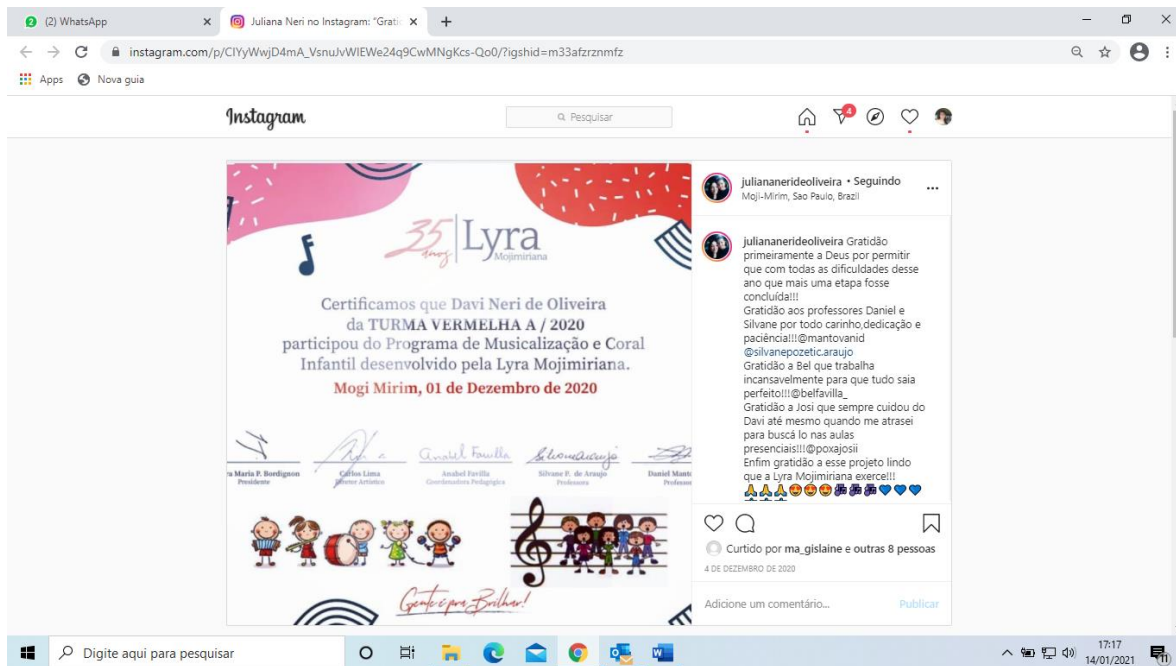 (2) WhatsApp
Juliana Neri no Instagram: "Grati
instagram.com/p/CIYyWwjD4mA_VsnuJvWIEWe24q9CwMNgKcs-Qo0/?igshid=m33afzrznmfz
Apps
Nova guia
Instagram
Pesquisar
4
35 anos
Lyra
Mojimiriana
Certificamos que Davi Neri de Oliveira
da TURMA VERMELHA A / 2020
participou do Programa de Musicalização e Coral
Infantil desenvolvido pela Lyra Mojimiriana.
Mogi Mirim, 01 de Dezembro de 2020
Anabel Favilla
Maria P. Bordignon
Presidente
Carlos Lima
Diretor Artístico
Anabel Favilla
Coordenadora Pedagógica
Silvane P. de Araujo
Professora
Daniel
Gente é pra Brilhar!
juliananerideoliveira • Seguindo
Moji-Mirim, Sao Paulo, Brazil
juliananerideoliveira Gratidão
primeiramente a Deus por permitir
que com todas as dificuldades desse
ano que mais uma etapa fosse
concluída!!!
Gratidão aos professores Daniel e
Silvane por todo carinho,dedicação e
paciência!!!@mantovanid
@silvanepozetic.araujo
Gratidão a Bel que trabalha
incansavelmente para que tudo saia
perfeito!!!@belfavilla_
Gratidão a Josi que sempre cuidou do
Davi até mesmo quando me atrasei
para buscá lo nas aulas
presenciais!!!@poxajosii
Enfim gratidão a esse projeto lindo
que a Lyra Mojimiriana exerce!!!
Curtido por ma_gislaine e outras 8 pessoas
4 DE DEZEMBRO DE 2020
Adicione um comentário...
Publicar
Digite aqui para pesquisar
17:17
14/01/2021